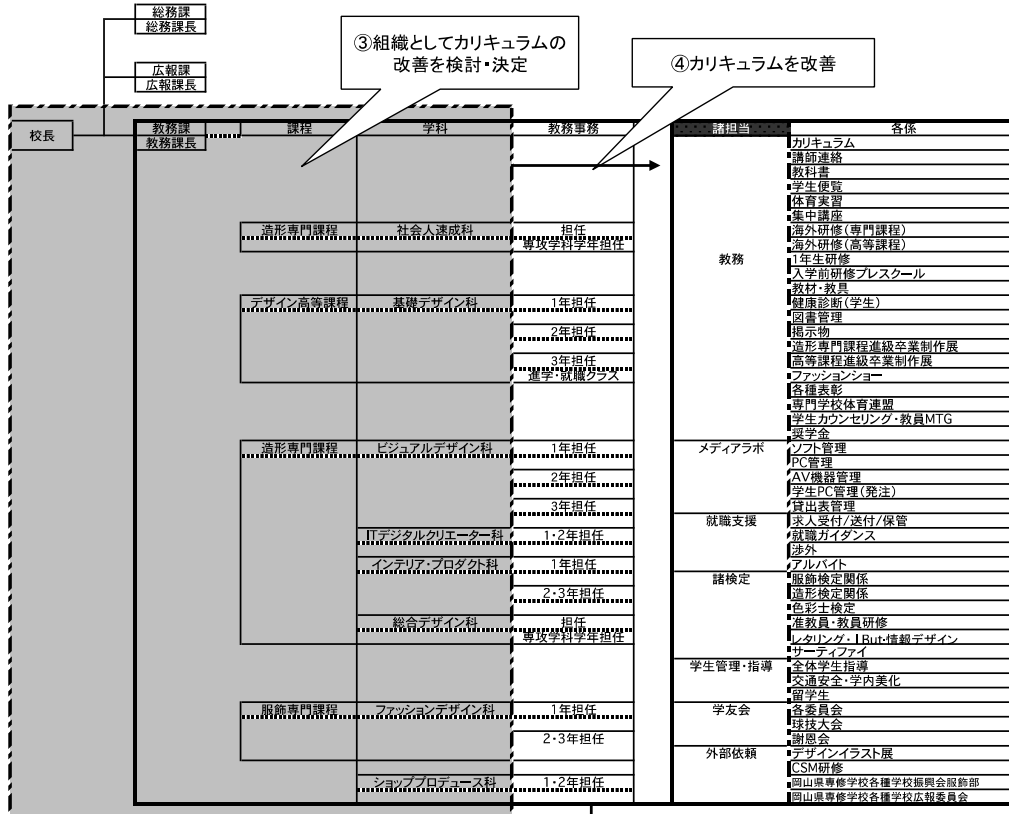 総務課
総務課長
③組織としてカリキュラムの
改善を検討・決定
④カリキュラムを改善
広報課
広報課長
校長
教務課
教務課長
課程
学科
教務事務
諸担当
各係
造形専門課程
社会人速成科
担任
専攻学科学年担任
デザイン高等課程
基礎デザイン科
1年担任
2年担任
3年担任
進学・就職クラス
造形専門課程
ビジュアルデザイン科
1年担任
2年担任
3年担任
ITデジタルクリエーター科
1・2年担任
インテリア・プロダクト科
1年担任
2・3年担任
総合デザイン科
担任
専攻学科学年担任
服飾専門課程
ファッションデザイン科
1年担任
2・3年担任
ショッププロデュース科
1・2年担任
教務
カリキュラム
講師連絡
教科書
学生便覧
体育実習
集中講座
海外研修(専門課程)
海外研修(高等課程)
1年生研修
入学前研修プレスクール
教材・教具
健康診断(学生)
図書管理
掲示物
造形専門課程進級卒業制作展
高等課程進級卒業制作展
ファッションショー
各種表彰
専門学校体育連盟
学生カウンセリング・教員MTG
奨学金
メディアラボ
ソフト管理
PC管理
AV機器管理
学生PC管理(発注)
貸出表管理
就職支援
求人受付/送付/保管
就職ガイダンス
渉外
アルバイト
諸検定
服飾検定関係
造形検定関係
色彩士検定
准教員・教員研修
レタリング・I But・情報デザイン
サーティファイ
学生管理・指導
全体学生指導
交通安全・学内美化
留学生
学友会
各委員会
球技大会
謝恩会
外部依頼
デザインイラスト展
CSM研修
岡山県専修学校各種学校振興会服飾部
岡山県専修学校各種学校広報委員会